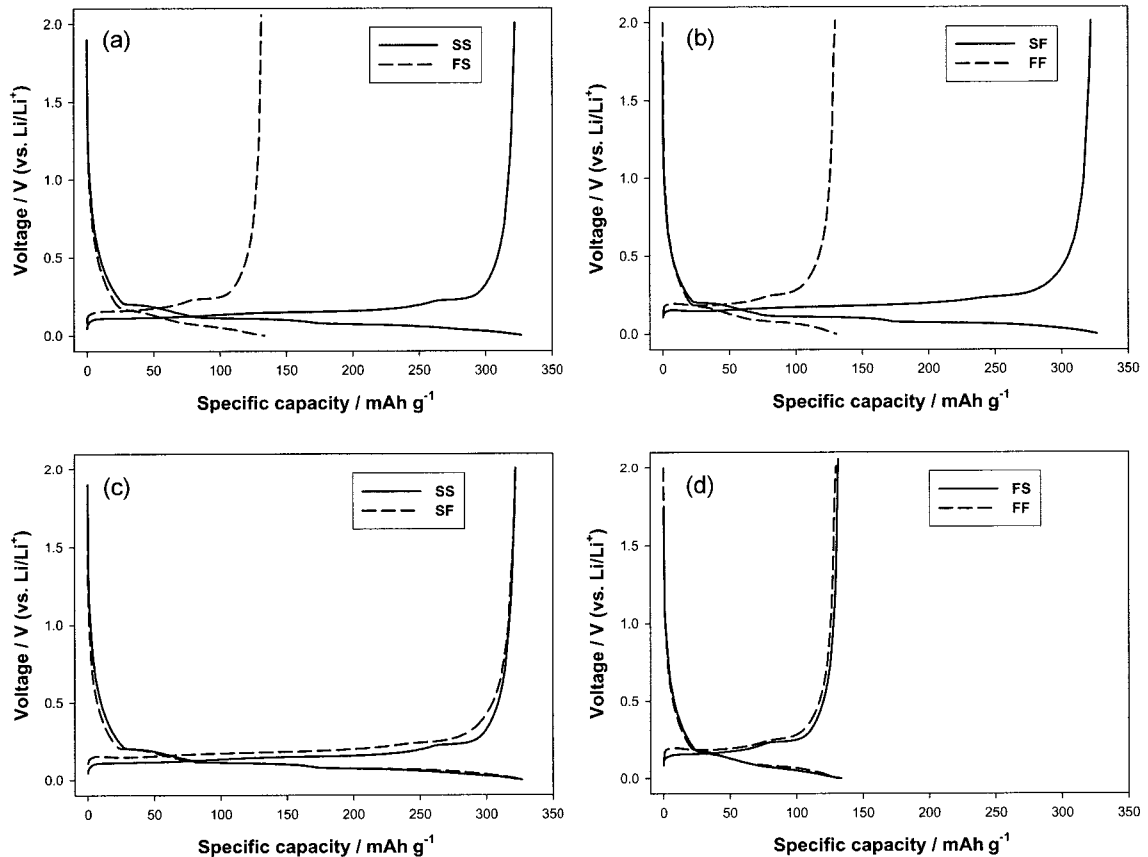 (a)
SS
FS
Voltage / V (vs. Li/Li+)
2.0
1.5
1.0
0.5
0.0
0 50 100 150 200 250 300 350
Specific capacity / mAh g-1
(b)
SF
FF
Voltage / V (vs. Li/Li+)
2.0
1.5
1.0
0.5
0.0
0 50 100 150 200 250 300 350
Specific capacity / mAh g-1
(c)
SS
SF
Voltage / V (vs. Li/Li+)
2.0
1.5
1.0
0.5
0.0
0 50 100 150 200 250 300 350
Specific capacity / mAh g-1
(d)
FS
FF
Voltage / V (vs. Li/Li+)
2.0
1.5
1.0
0.5
0.0
0 50 100 150 200 250 300 350
Specific capacity / mAh g-1